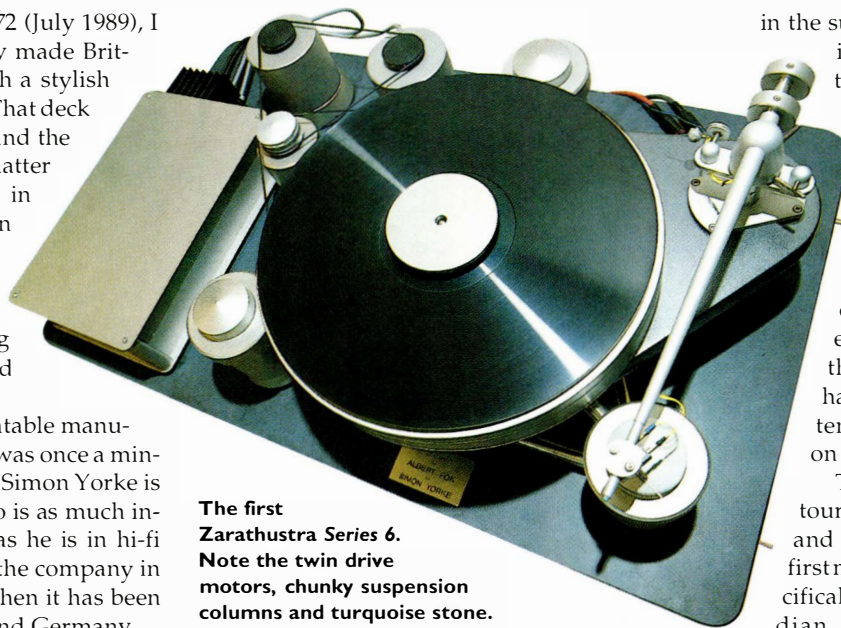 72 (July 1989), I
y made Brit-
h a stylish
That deck
and the
latter
in
n
g
d
table manu-
was once a min-
Simon Yorke is
o is as much in-
as he is in hi-fi
the company in
hen it has been
nd Germany
The first
Zarathustra Series 6.
Note the twin drive
motors, chunky suspension
columns and turquoise stone.
ALBERT FON
SIMON YORKE
in the su
i
t
e
th
ha
ter
on
T
tour
and
first n
cifical
dian